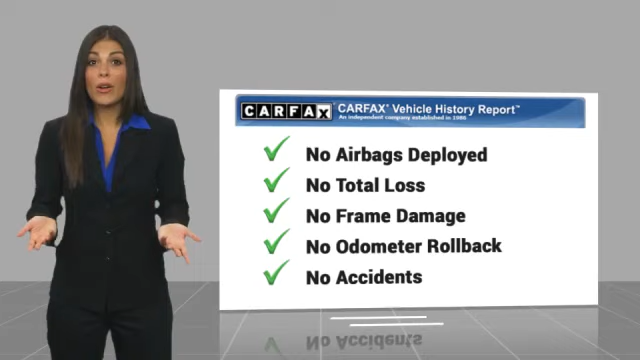 CARFAX CARFAX® Vehicle History Report™
An independent company established in 1986
No Airbags Deployed
No Total Loss
No Frame Damage
No Odometer Rollback
No Accidents